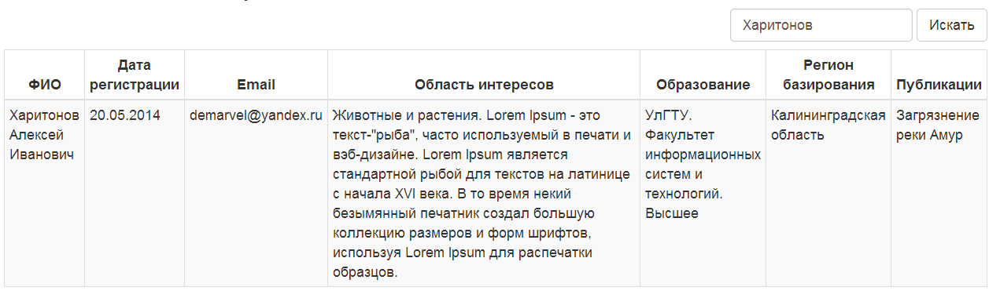 Харитонов Искать
ФИО Дата регистрации Email Область интересов Образование Регион базирования Публикации
Харитонов Алексей Иванович
20.05.2014
demarvel@yandex.ru
Животные и растения. Lorem Ipsum - это
текст-"рыба", часто используемый в печати и
вэб-дизайне. Lorem Ipsum является
стандартной рыбой для текстов на латинице
с начала XVI века. В то время некий
безымянный печатник создал большую
коллекцию размеров и форм шрифтов,
используя Lorem Ipsum для распечатки
образцов.
УлГТУ.
Факультет
информационных
систем и
технологий.
Высшее
Калининградская
область
Загрязнение
реки Амур